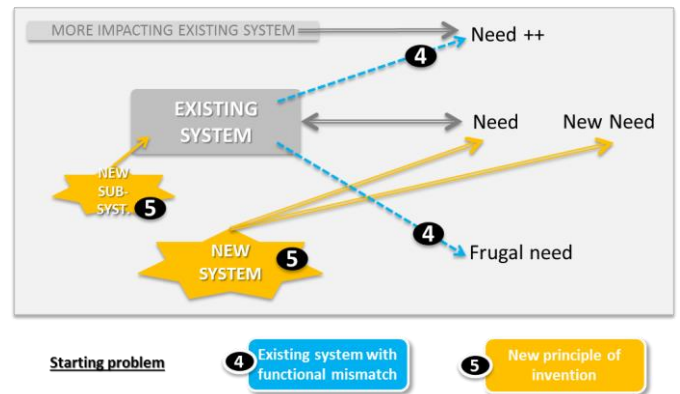 MORE IMPACTING EXISTING SYSTEM
Need ++
4
EXISTING
SYSTEM
Need
New Need
NEW
SUB-
SYST.
5
4
NEW
SYSTEM
5
Frugal need
Starting problem
4
Existing system with
functional mismatch
5
New principle of
invention